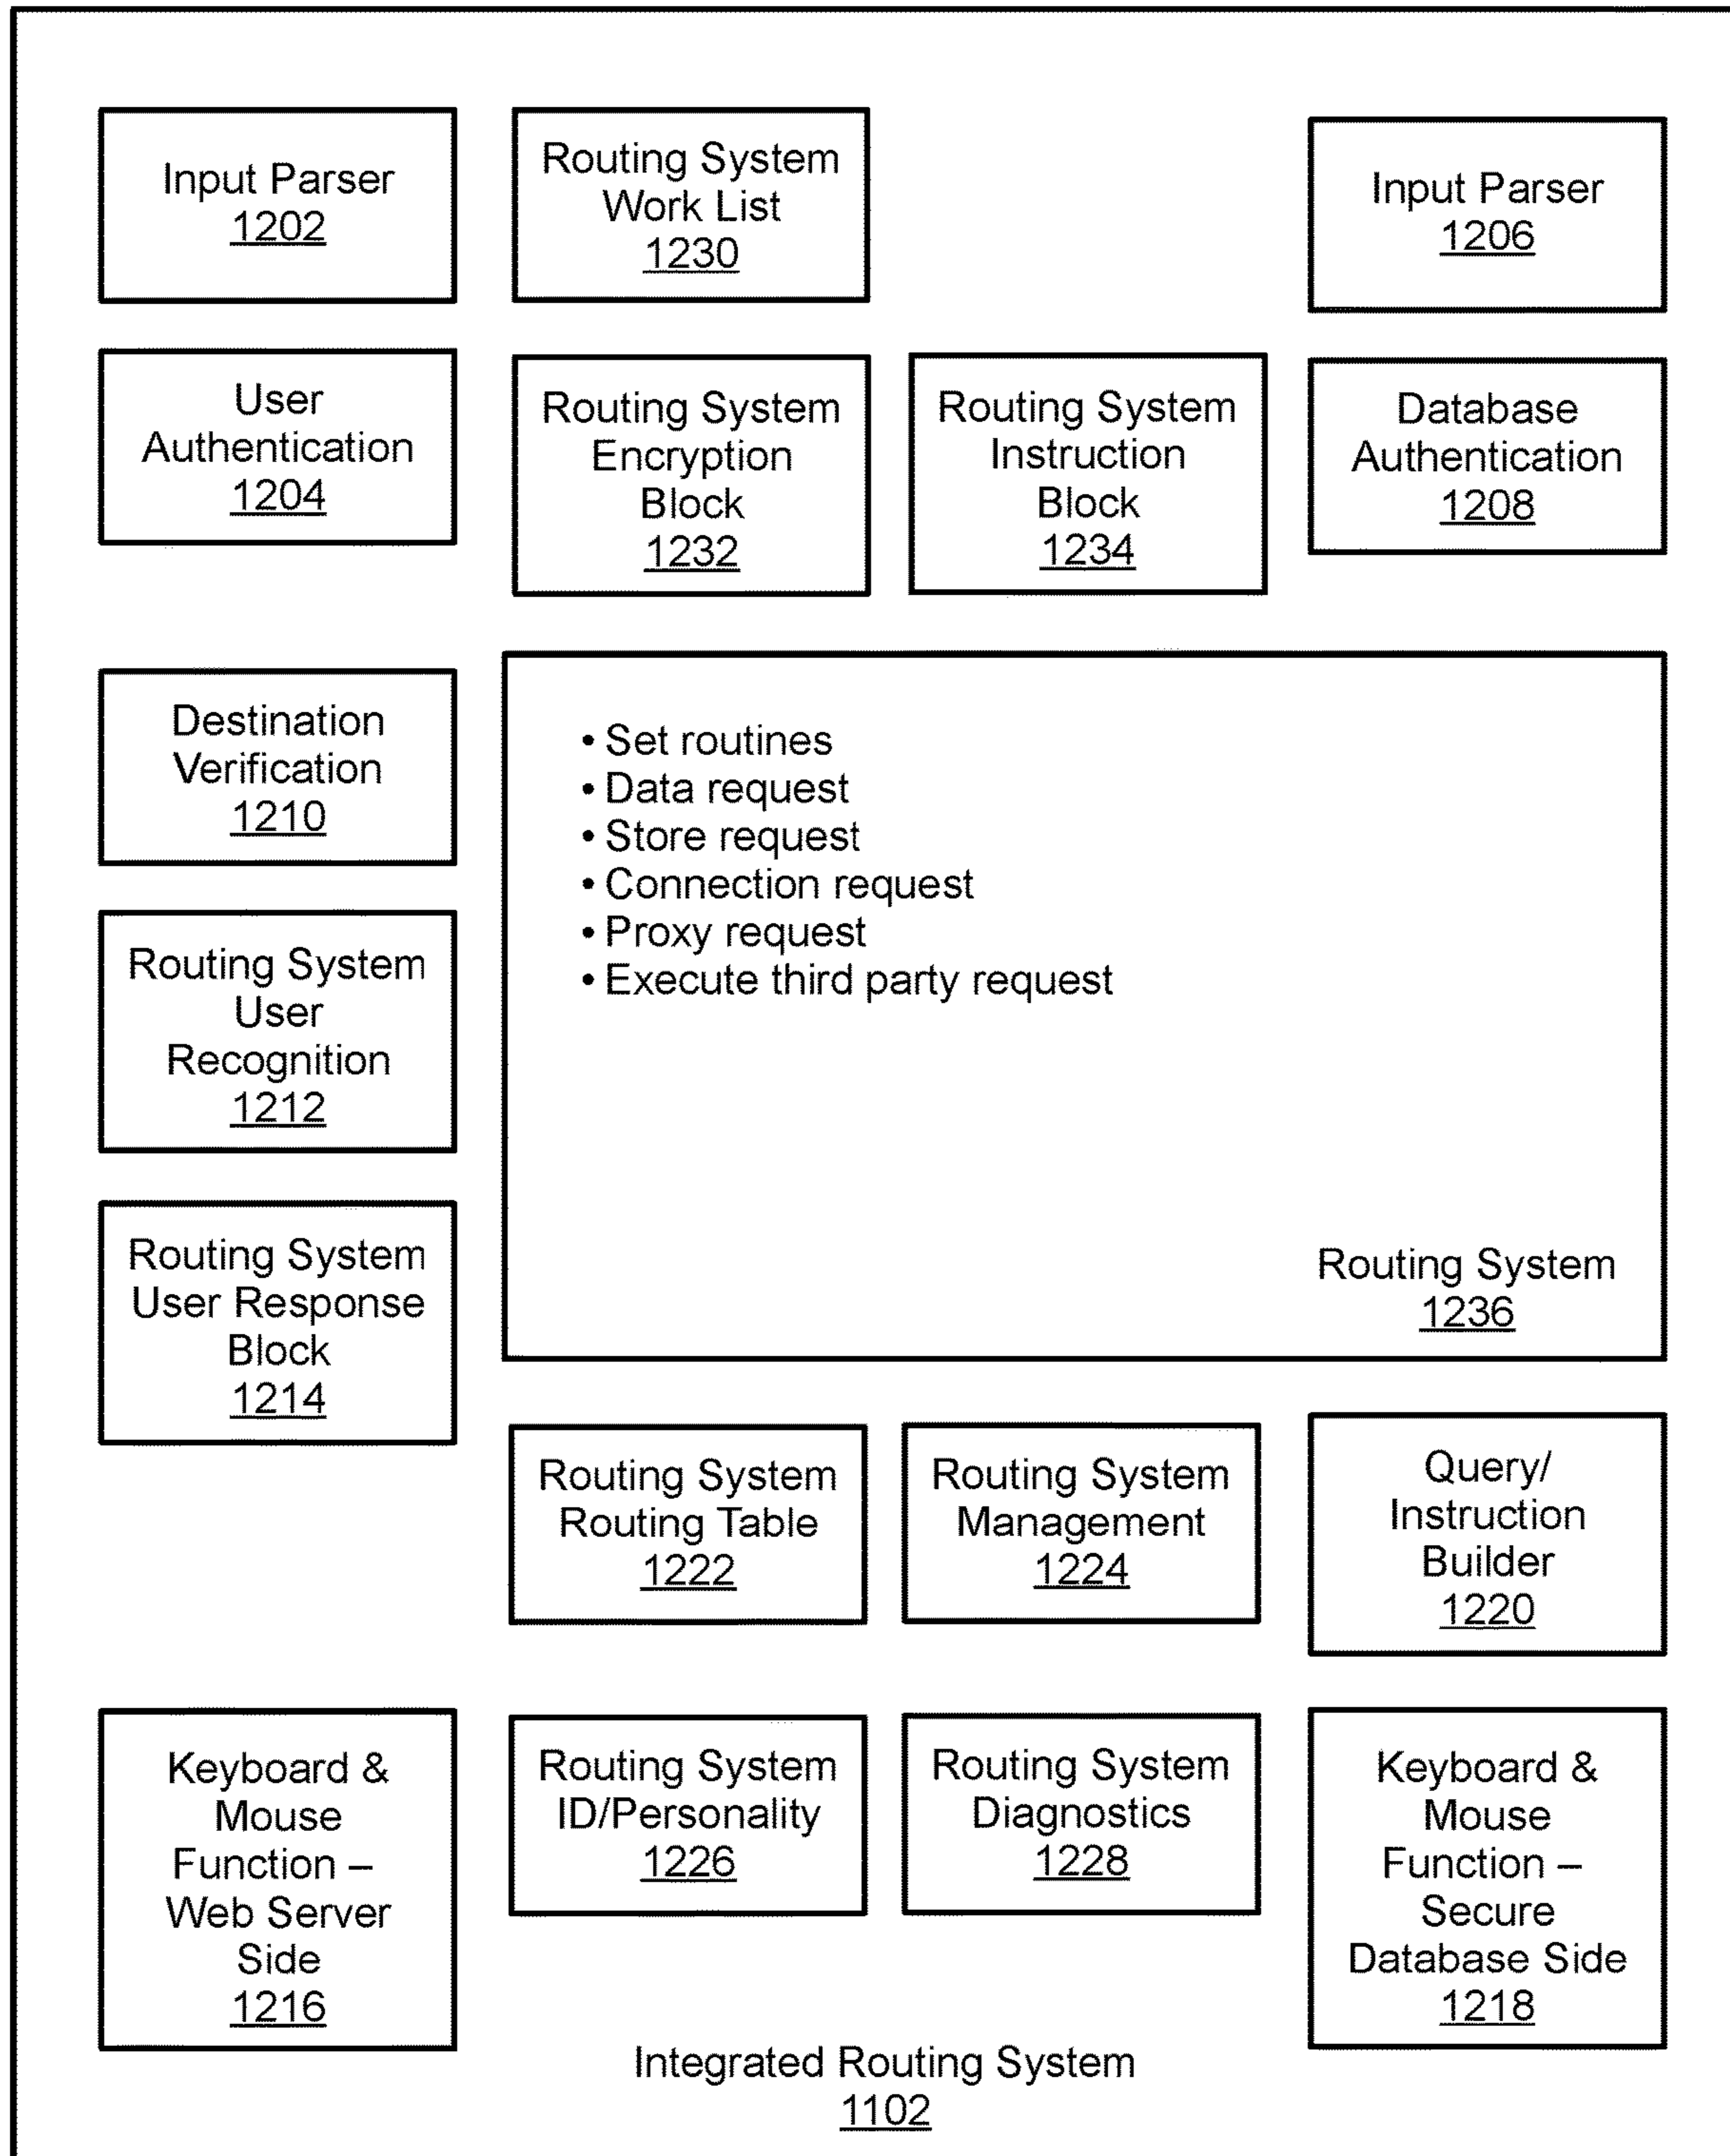 Input Parser
1202
Routing System
Work List
1230
Input Parser
1206
User
Authentication
1204
Routing System
Encryption
Block
1232
Routing System
Instruction
Block
1234
Database
Authentication
1208
Destination
Verification
1210
Routing System
User
Recognition
1212
Routing System
User Response
Block
1214
• Set routines
• Data request
• Store request
• Connection request
• Proxy request
• Execute third party request
Routing System
1236
Routing System
Routing Table
1222
Routing System
Management
1224
Query/
Instruction
Builder
1220
Keyboard &
Mouse
Function –
Web Server
Side
1216
Routing System
ID/Personality
1226
Routing System
Diagnostics
1228
Keyboard &
Mouse
Function –
Secure
Database Side
1218
Integrated Routing System
1102